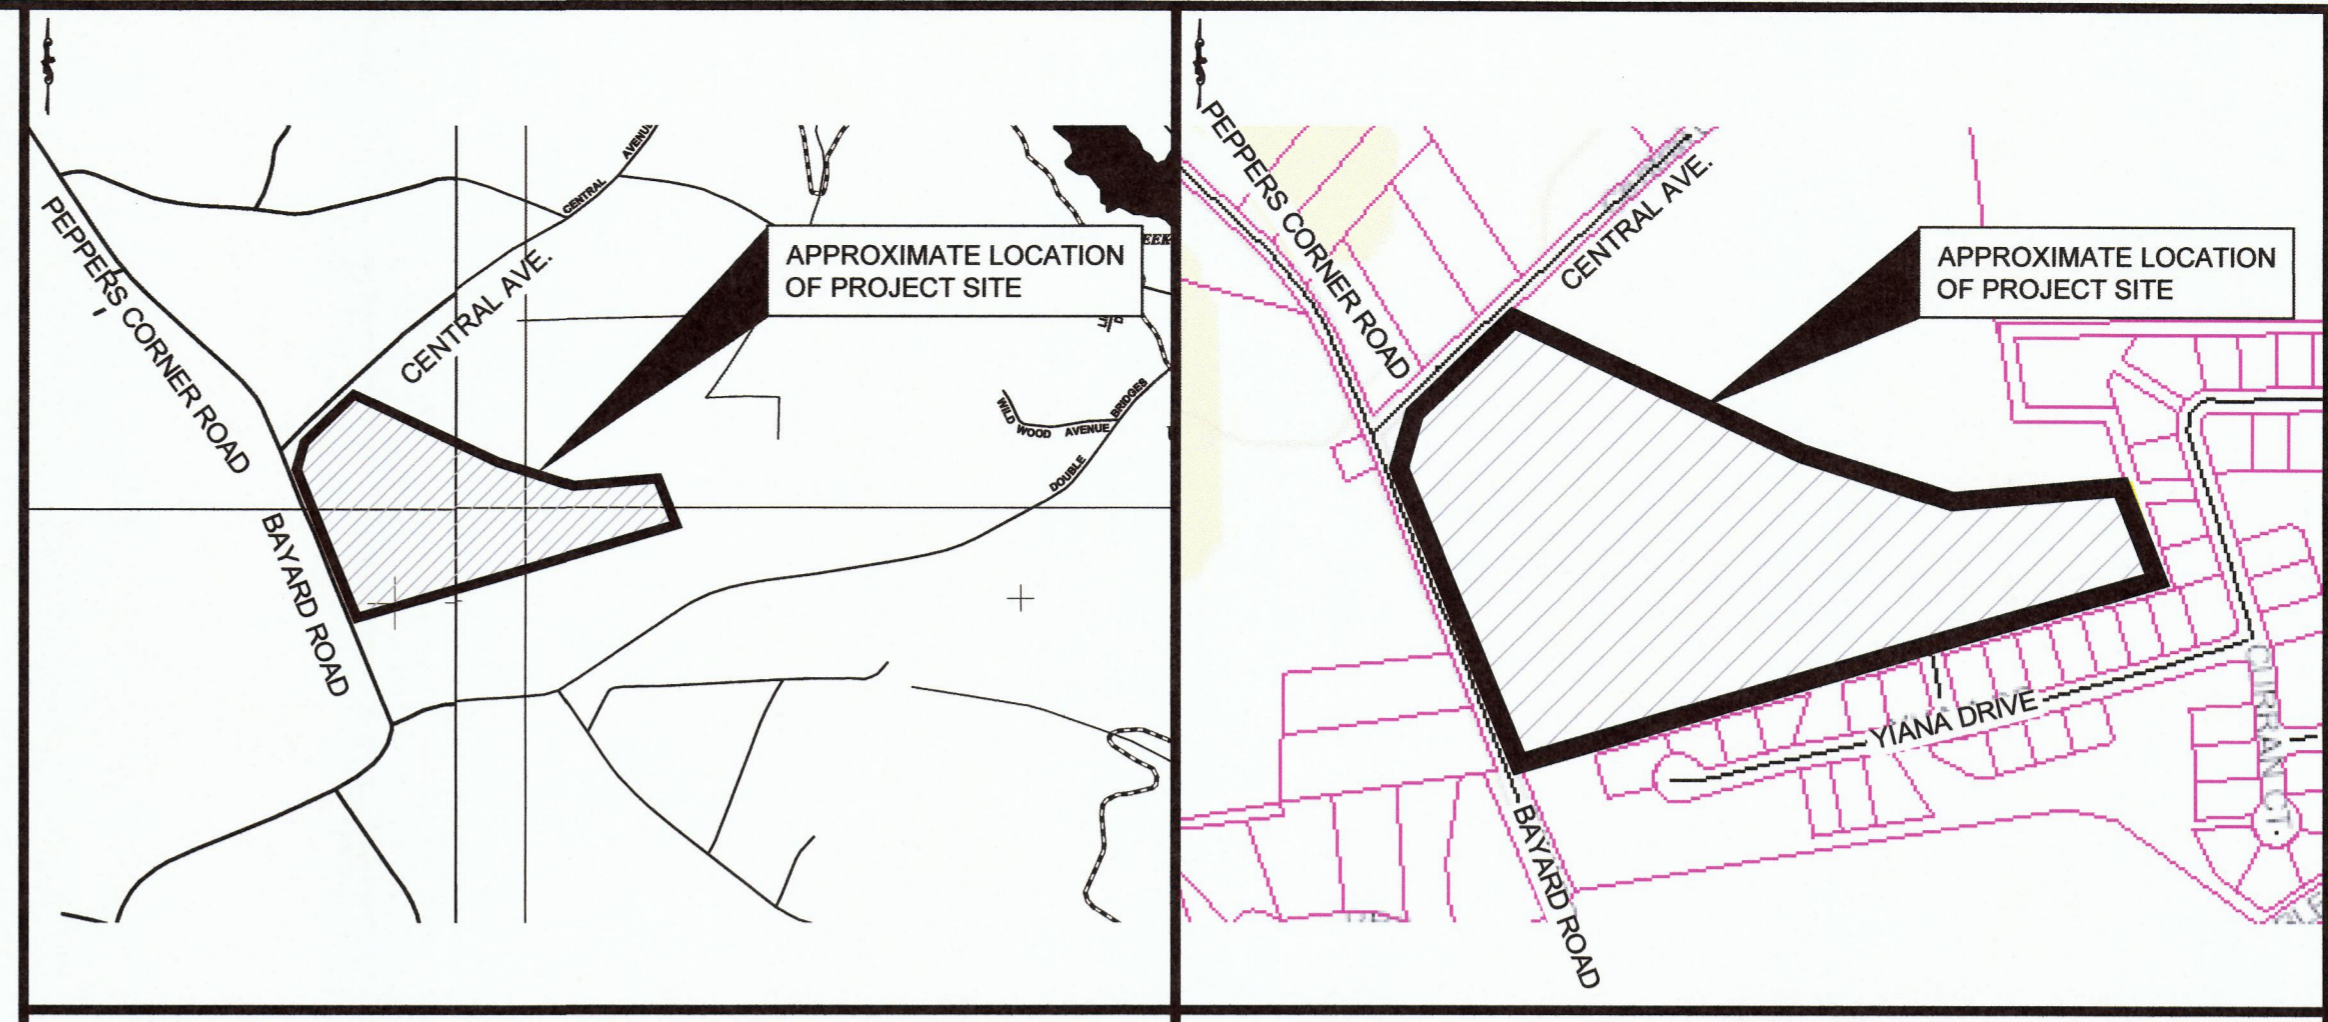 AVENUE
CENTRAL
PEPPERS CORNER ROAD
CENTRAL AVE.
APPROXIMATE LOCATION
OF PROJECT SITE
WILD
WOOD AVENUE
BRIDGES
DOUBLE
BAYARD ROAD
PEPPERS CORNER ROAD
CENTRAL AVE.
APPROXIMATE LOCATION
OF PROJECT SITE
YIANA DRIVE
CURRAN CT.
BAYARD ROAD